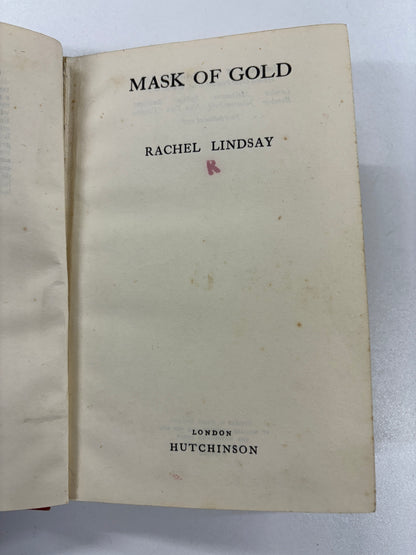 MASK OF GOLD
RACHEL LINDSAY
R
LONDON
HUTCHINSON